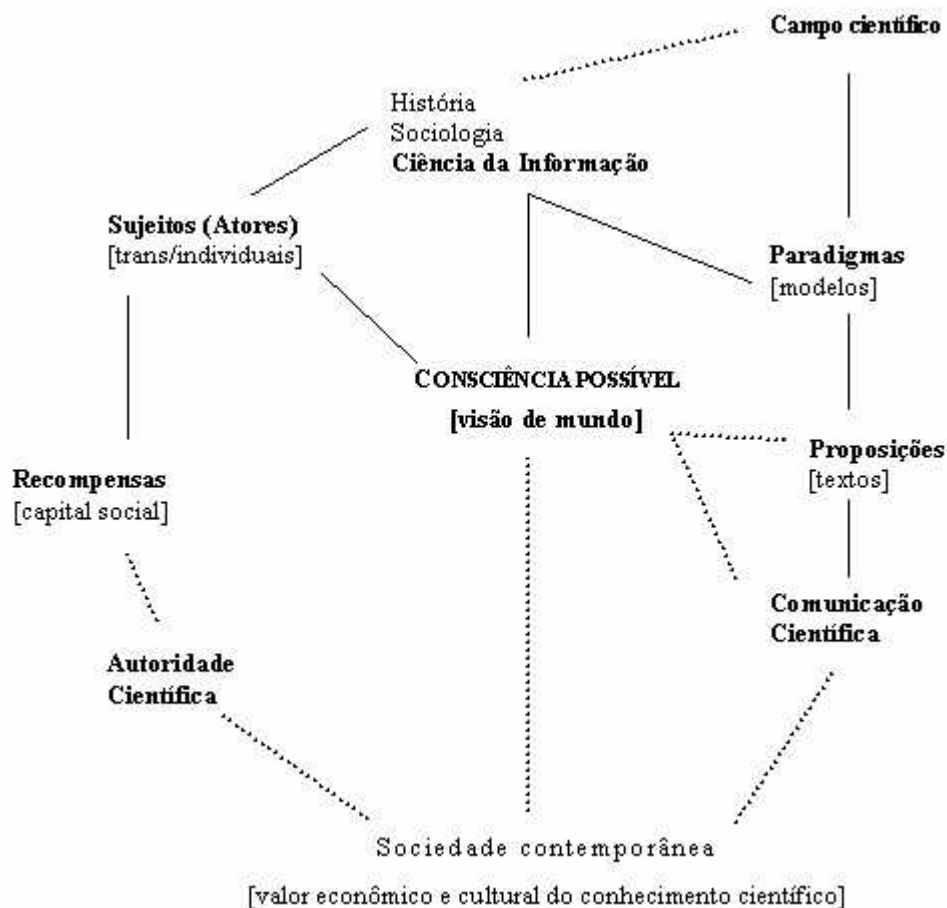 Campo científico
História
Sociologia
Ciência da Informação
Sujeitos (Atores)
[trans/individuais]
Paradigmas
[modelos]
CONSCIÊNCIA POSSÍVEL
[visão de mundo]
Proposições
[textos]
Recompensas
[capital social]
Comunicação
Científica
Autoridade
Científica
Sociedade contemporânea
[valor econômico e cultural do conhecimento científico]